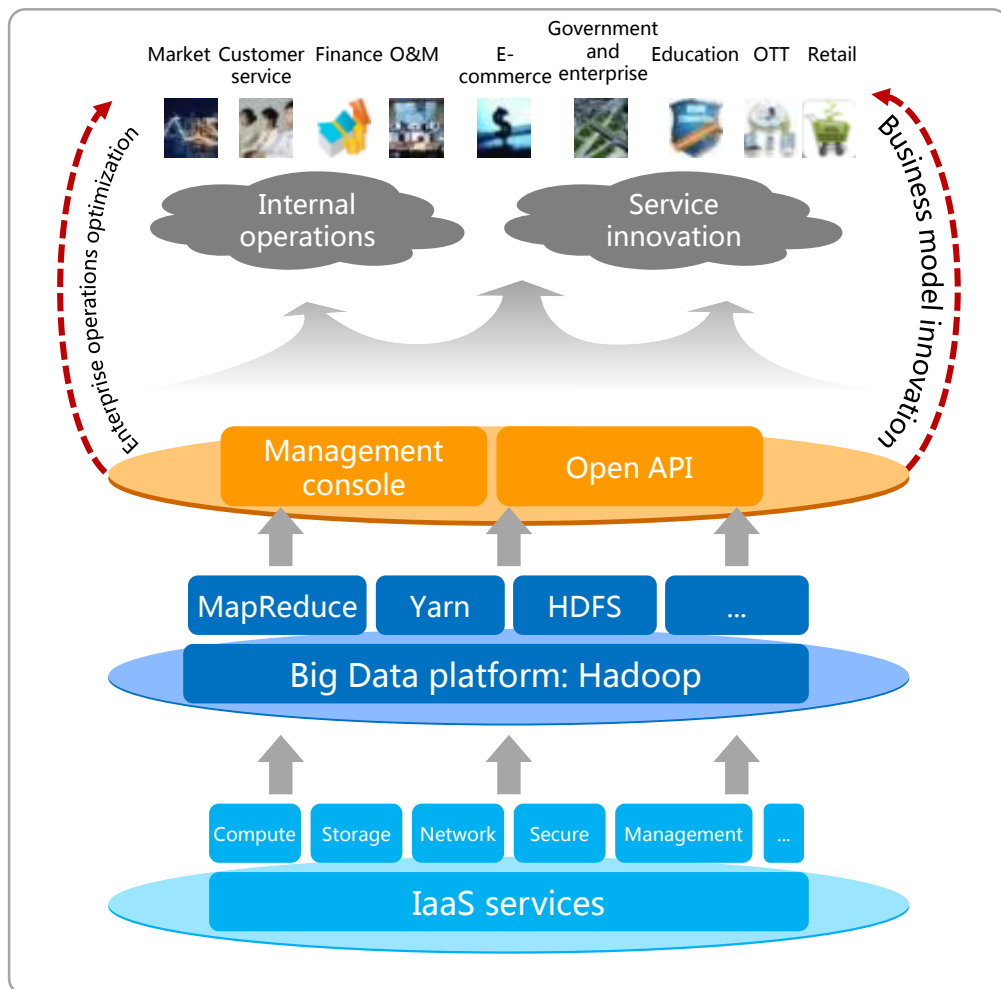 Government
and
enterprise
Market
Customer
service
Finance
O&M
E-
commerce
Education
OTT
Retail
Enterprise operations optimization
Business model innovation
Internal
operations
Service
innovation
Management
console
Open API
MapReduce
Yarn
HDFS
...
Big Data platform: Hadoop
Compute
Storage
Network
Secure
Management
...
IaaS services